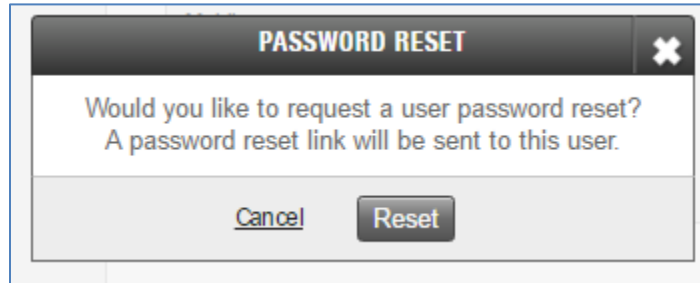 PASSWORD RESET
Would you like to request a user password reset?
A password reset link will be sent to this user.
Cancel
Reset